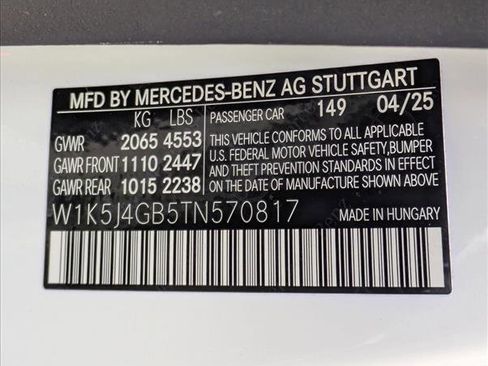 MFD BY MERCEDES-BENZ AG STUTTGART
KG LBS PASSENGER CAR 149 04/25
GVWR 2065 4553
GAWR FRONT 1110 2447
GAWR REAR 1015 2238
THIS VEHICLE CONFORMS TO ALL APPLICABLE
U.S. FEDERAL MOTOR VEHICLE SAFETY, BUMPER
AND THEFT PREVENTION STANDARDS IN EFFECT
ON THE DATE OF MANUFACTURE SHOWN ABOVE.
W1K5J4GB5TN570817 MADE IN HUNGARY